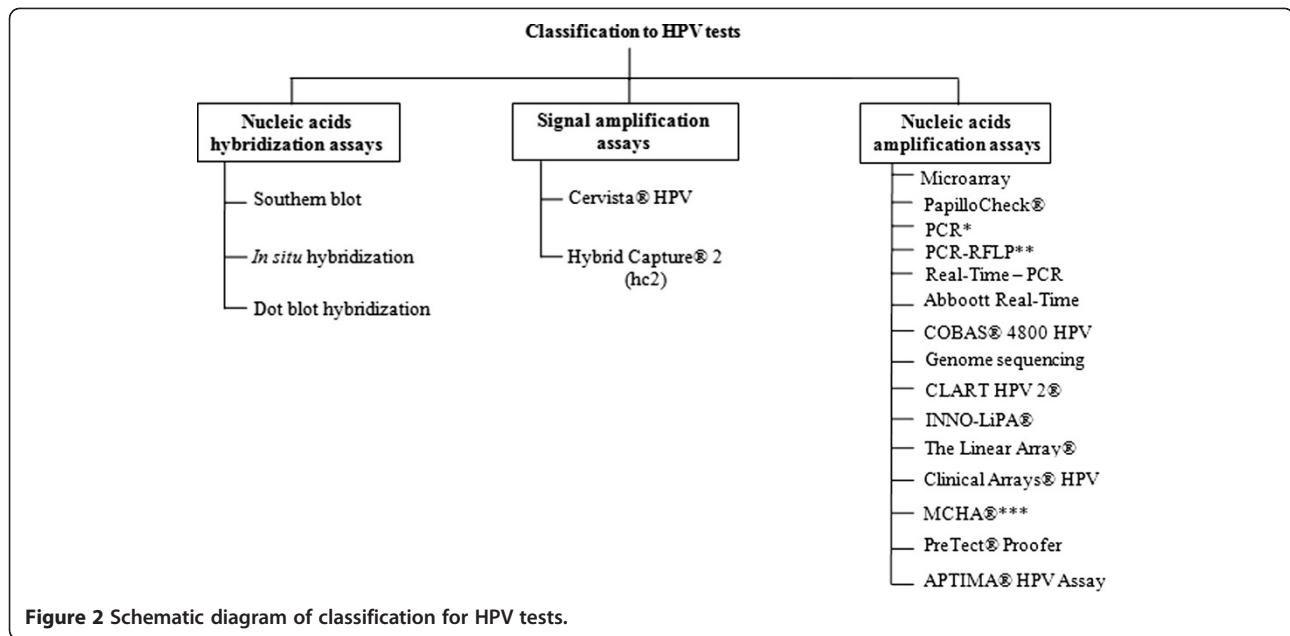 Classification to HPV tests
Nucleic acids
hybridization assays
Southern blot
In situ hybridization
Dot blot hybridization
Signal amplification
assays
Cervista® HPV
Hybrid Capture® 2
(hc2)
Nucleic acids
amplification assays
Microarray
PapilloCheck®
PCR*
PCR-RFLP**
Real-Time – PCR
Abboott Real-Time
COBAS® 4800 HPV
Genome sequencing
CLART HPV 2®
INNO-LiPA®
The Linear Array®
Clinical Arrays® HPV
MCHA®***
PreTect® Proofer
APTIMA® HPV Assay
Figure 2 Schematic diagram of classification for HPV tests.